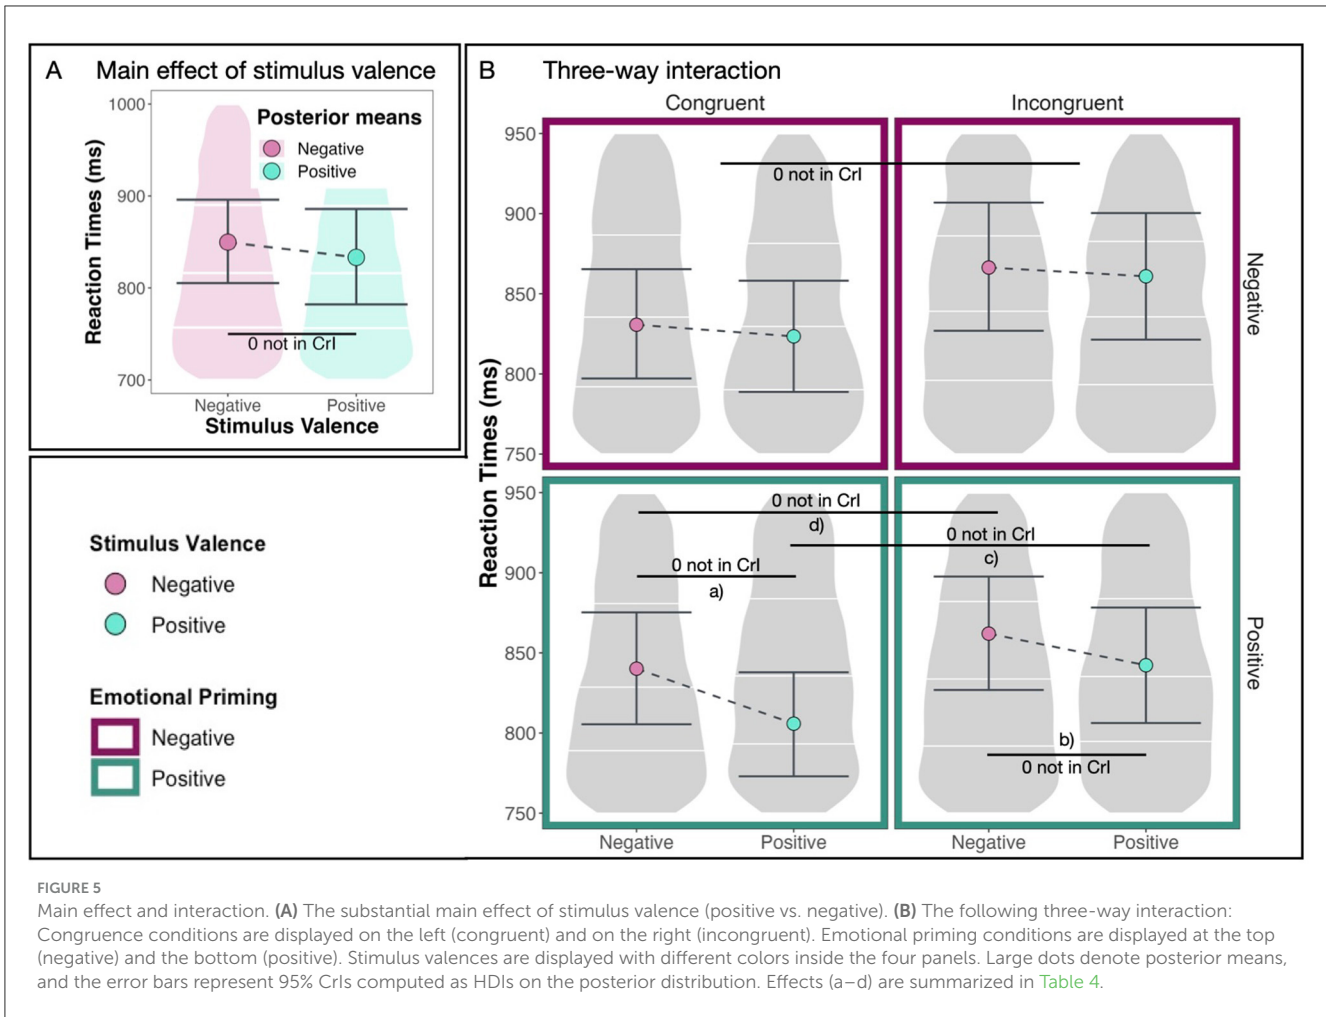 A Main effect of stimulus valence
1000
900
800
700
Reaction Times (ms)
Posterior means
Negative
Positive
0 not in CrI
Negative Positive
Stimulus Valence
Stimulus Valence
Negative
Positive
Emotional Priming
Negative
Positive
B Three-way interaction
Congruent Incongruent
950
900
850
800
750
0 not in CrI
Negative
Reaction Times (ms)
950
900
850
800
750
0 not in CrI
d)
0 not in CrI
c)
0 not in CrI
a)
b)
0 not in CrI
Positive
Negative Positive Negative Positive
FIGURE 5
Main effect and interaction. (A) The substantial main effect of stimulus valence (positive vs. negative). (B) The following three-way interaction:
Congruence conditions are displayed on the left (congruent) and on the right (incongruent). Emotional priming conditions are displayed at the top
(negative) and the bottom (positive). Stimulus valences are displayed with different colors inside the four panels. Large dots denote posterior means,
and the error bars represent 95% CrIs computed as HDIs on the posterior distribution. Effects (a–d) are summarized in Table 4.